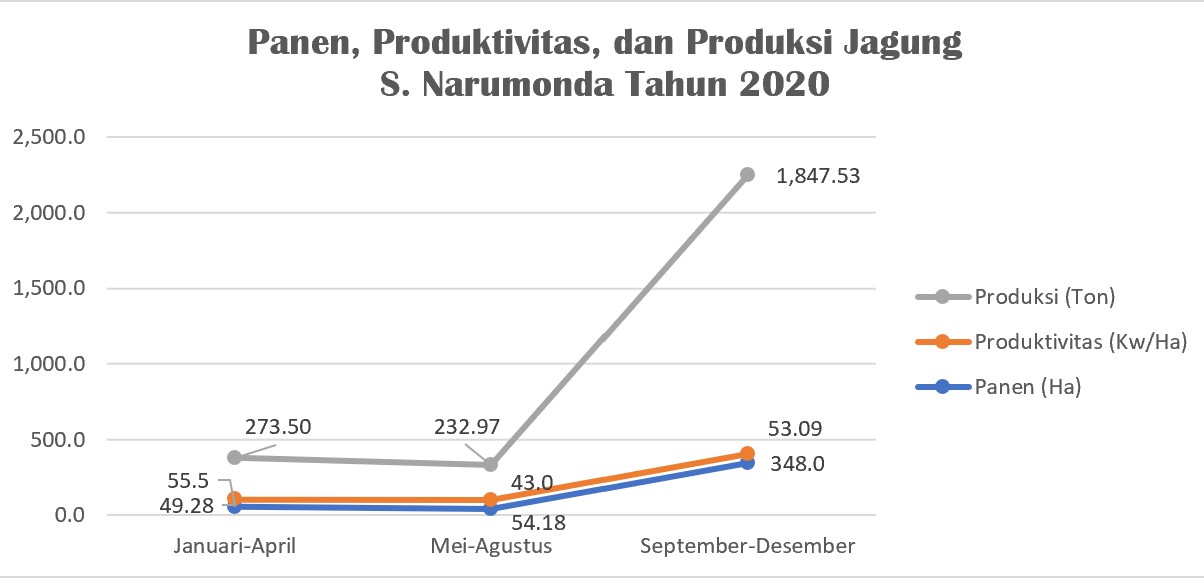 Panen, Produktivitas, dan Produksi Jagung
S. Narumonda Tahun 2020
2,500.0
2,000.0
1,500.0
1,000.0
500.0
0.0
1,847.53
273.50
232.97
53.09
348.0
55.5
49.28
43.0
54.18
Januari-April
Mei-Agustus
September-Desember
Produksi (Ton)
Produktivitas (Kw/Ha)
Panen (Ha)